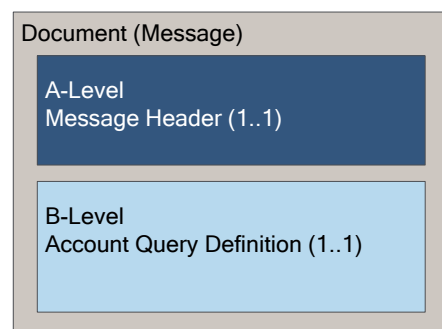 Document (Message)
A-Level
Message Header (1..1)
B-Level
Account Query Definition (1..1)